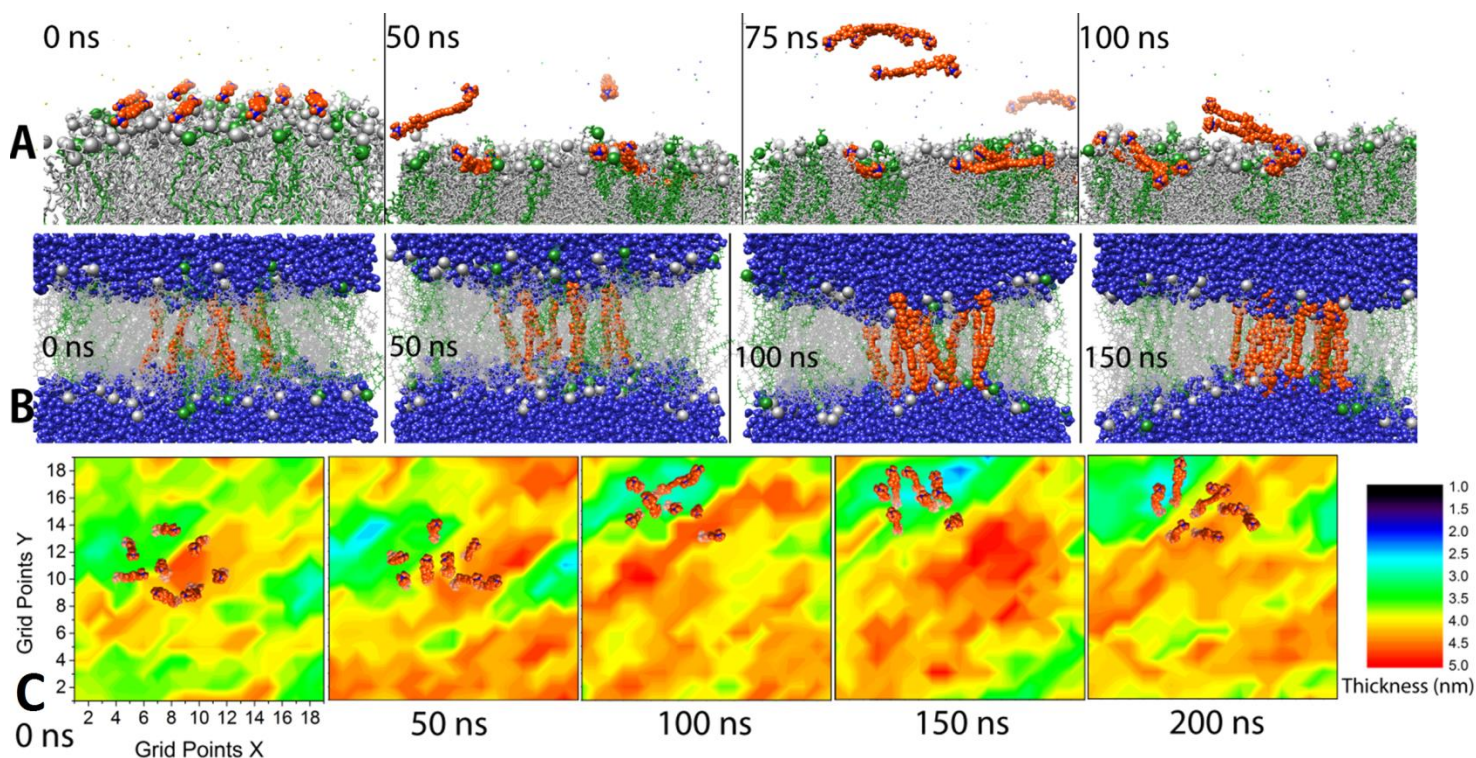 0 ns 50 ns 75 ns 100 ns
A
0 ns 50 ns 100 ns 150 ns
B
18
16
14
12
10
8
6
4
2
Grid Points Y
C
2 4 6 8 10 12 14 16 18
0 ns
Grid Points X
50 ns 100 ns 150 ns 200 ns
1.0
1.5
2.0
2.5
3.0
3.5
4.0
4.5
5.0
Thickness (nm)